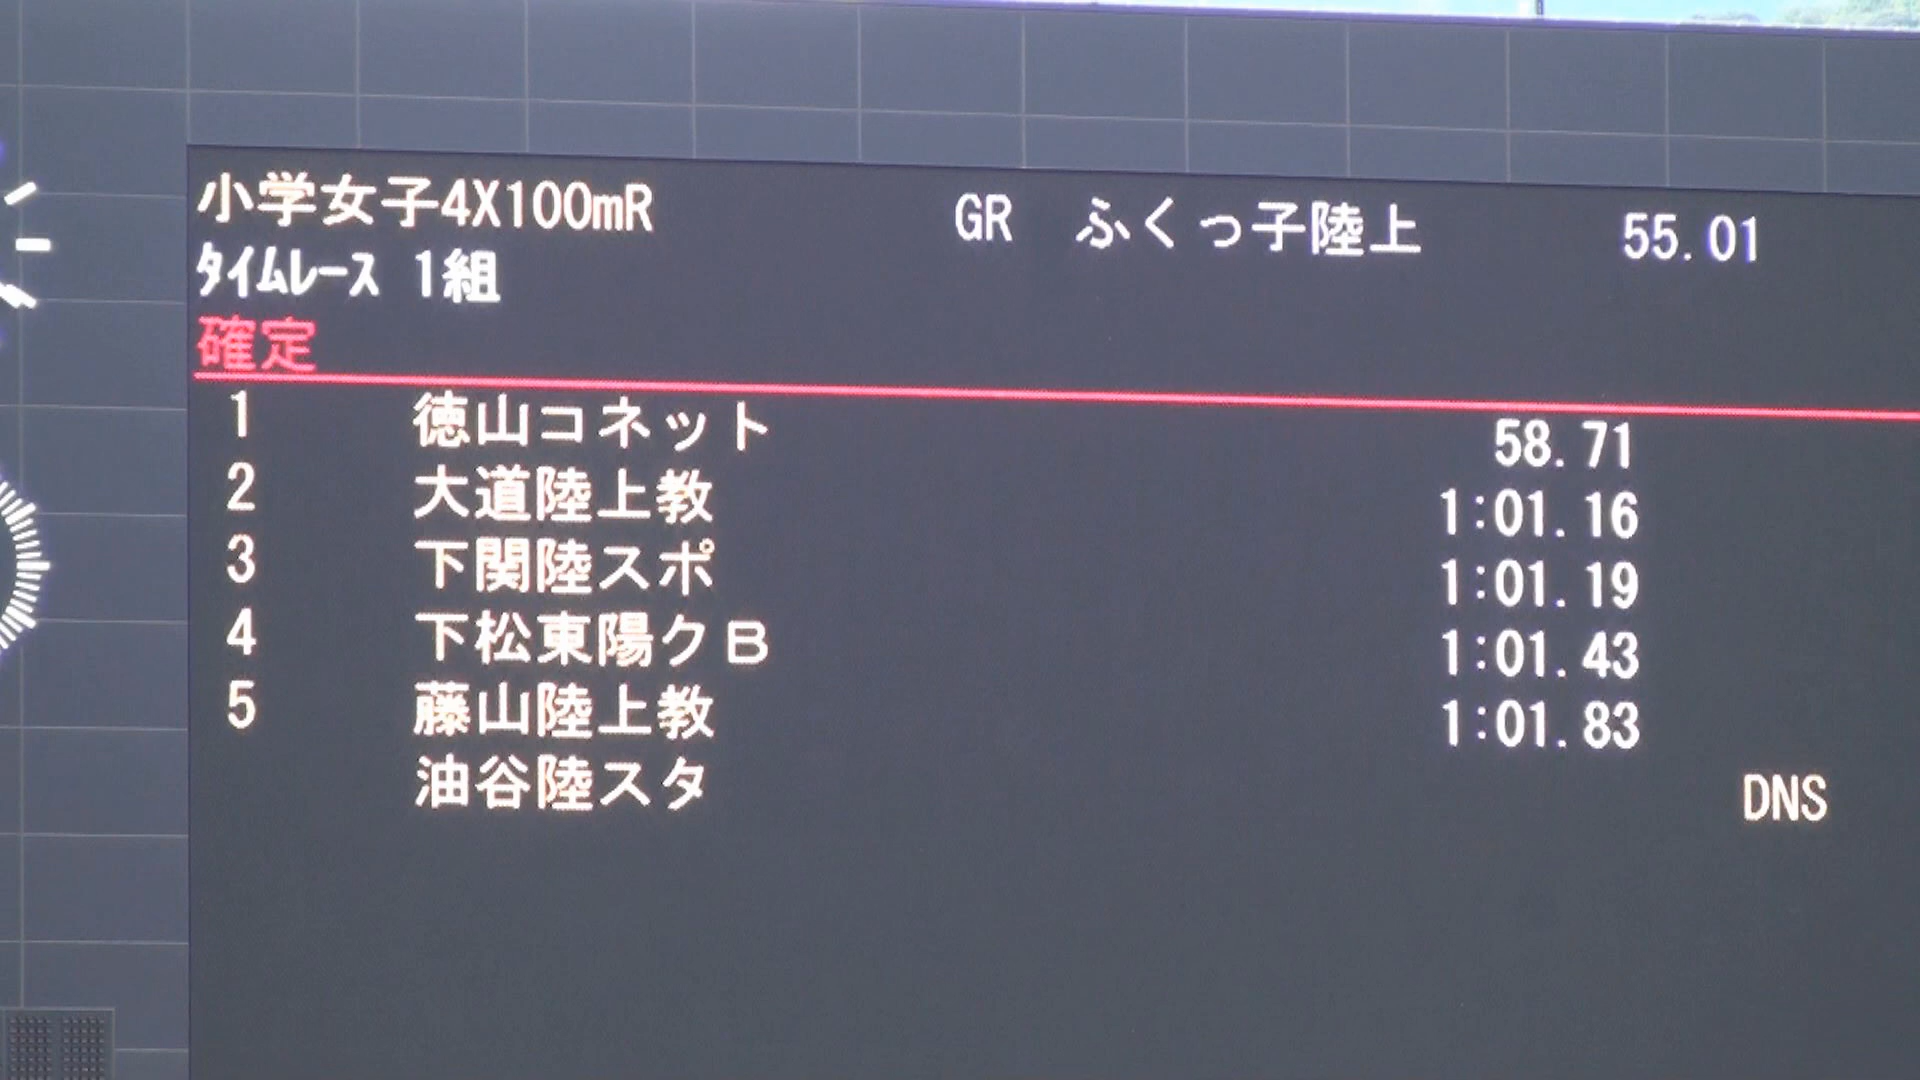 小学女子4X100mR GR ふくっ子陸上 55.01
ﾀｲﾑﾚｰｽ 1組
確定
1 徳山コネット 58.71
2 大道陸上教 1:01.16
3 下関陸スポ 1:01.19
4 下松東陽クB 1:01.43
5 藤山陸上教 1:01.83
油谷陸スタ DNS